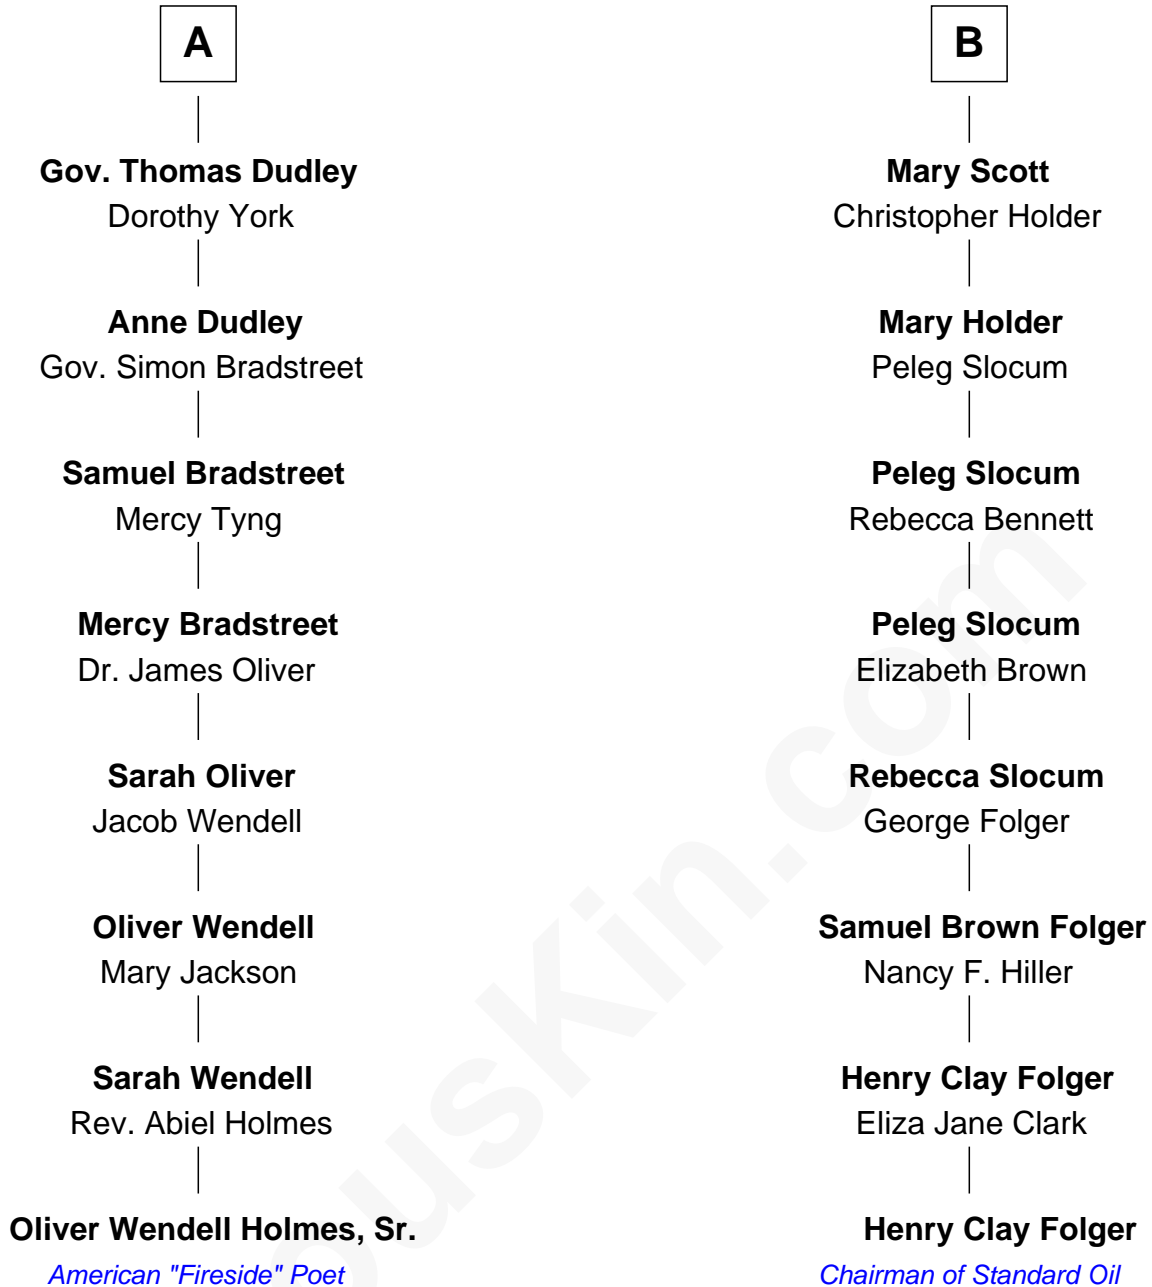 A
Gov. Thomas Dudley
Dorothy York
Anne Dudley
Gov. Simon Bradstreet
Samuel Bradstreet
Mercy Tyng
Mercy Bradstreet
Dr. James Oliver
Sarah Oliver
Jacob Wendell
Oliver Wendell
Mary Jackson
Sarah Wendell
Rev. Abiel Holmes
Oliver Wendell Holmes, Sr.
American "Fireside" Poet
B
Mary Scott
Christopher Holder
Mary Holder
Peleg Slocum
Peleg Slocum
Rebecca Bennett
Peleg Slocum
Elizabeth Brown
Rebecca Slocum
George Folger
Samuel Brown Folger
Nancy F. Hiller
Henry Clay Folger
Eliza Jane Clark
Henry Clay Folger
Chairman of Standard Oil
ousKin.com